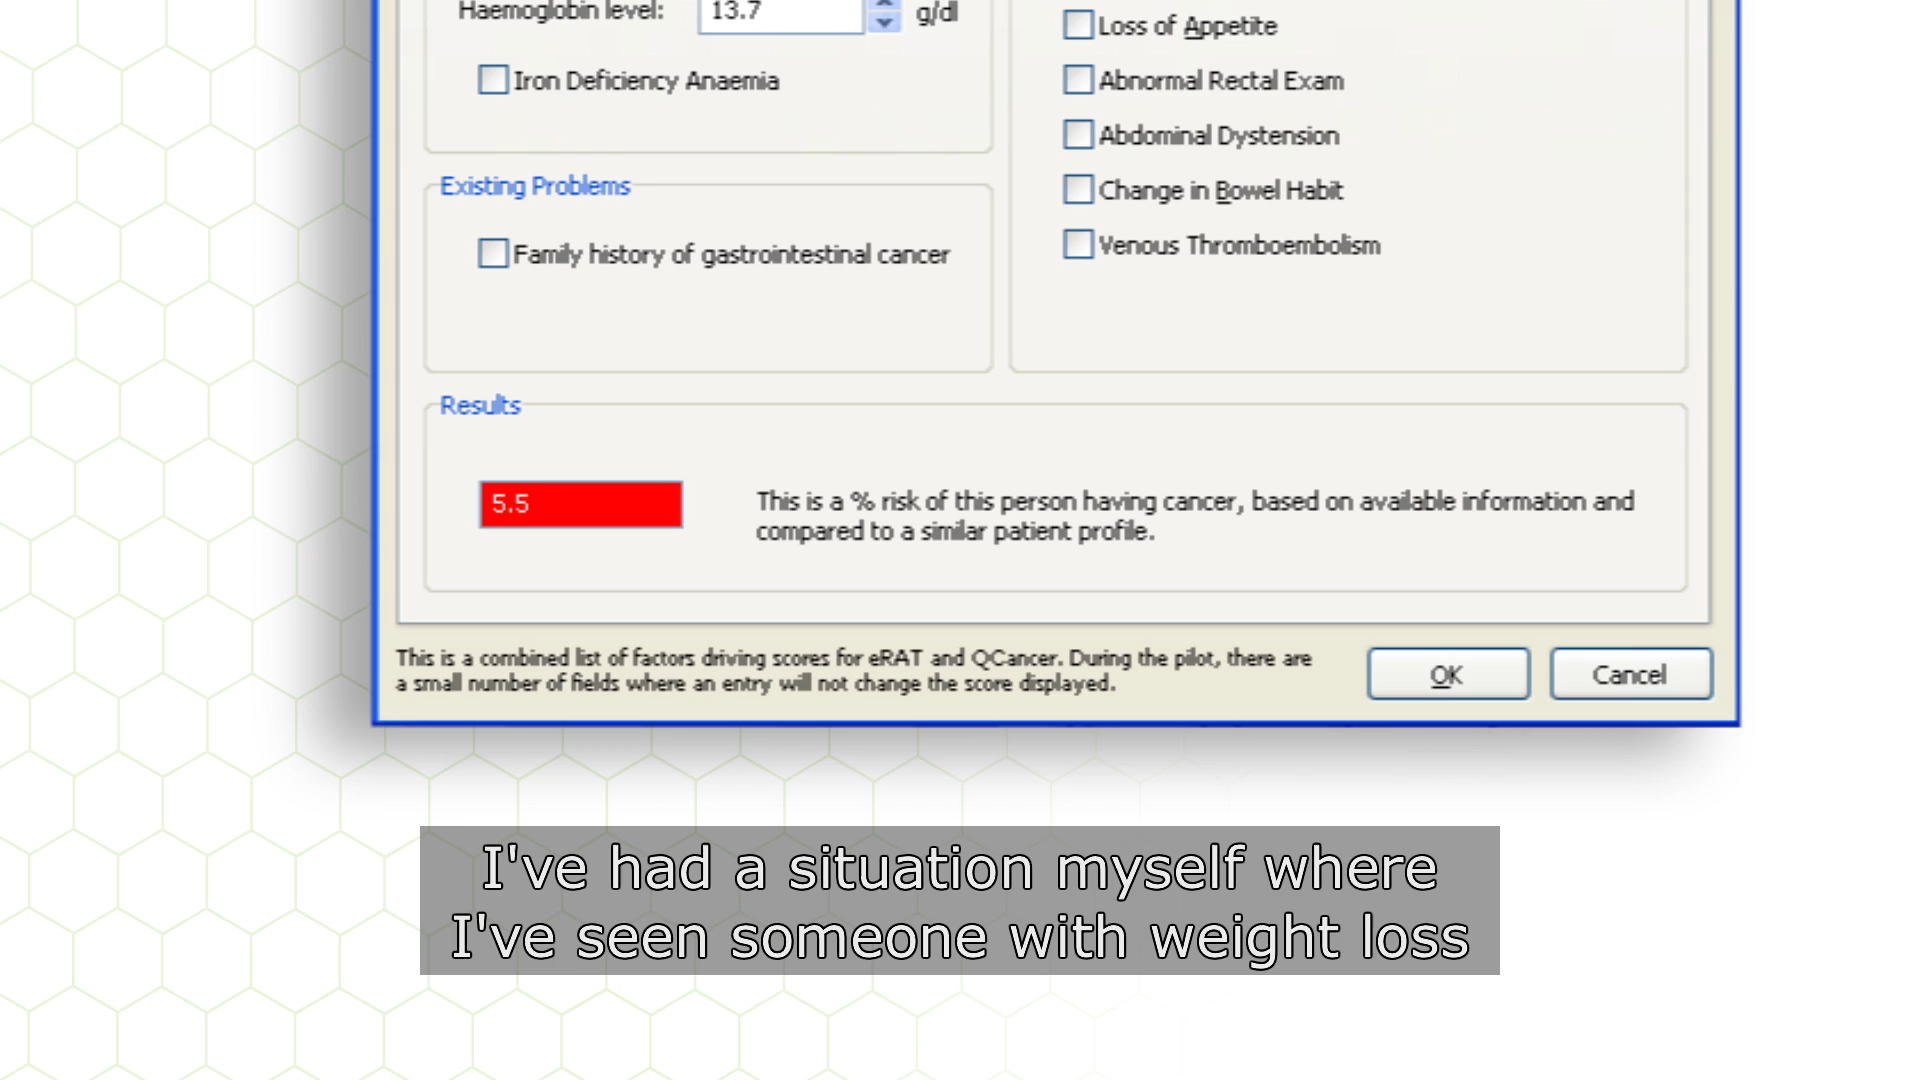 Haemoglobin level: 13.7 g/dl
Iron Deficiency Anaemia
Existing Problems
Family history of gastrointestinal cancer
Loss of Appetite
Abnormal Rectal Exam
Abdominal Dystension
Change in Bowel Habit
Venous Thromboembolism
Results
5.5
This is a % risk of this person having cancer, based on available information and
compared to a similar patient profile.
This is a combined list of factors driving scores for eRAT and QCancer. During the pilot, there are
a small number of fields where an entry will not change the score displayed.
OK
Cancel
I've had a situation myself where
I've seen someone with weight loss